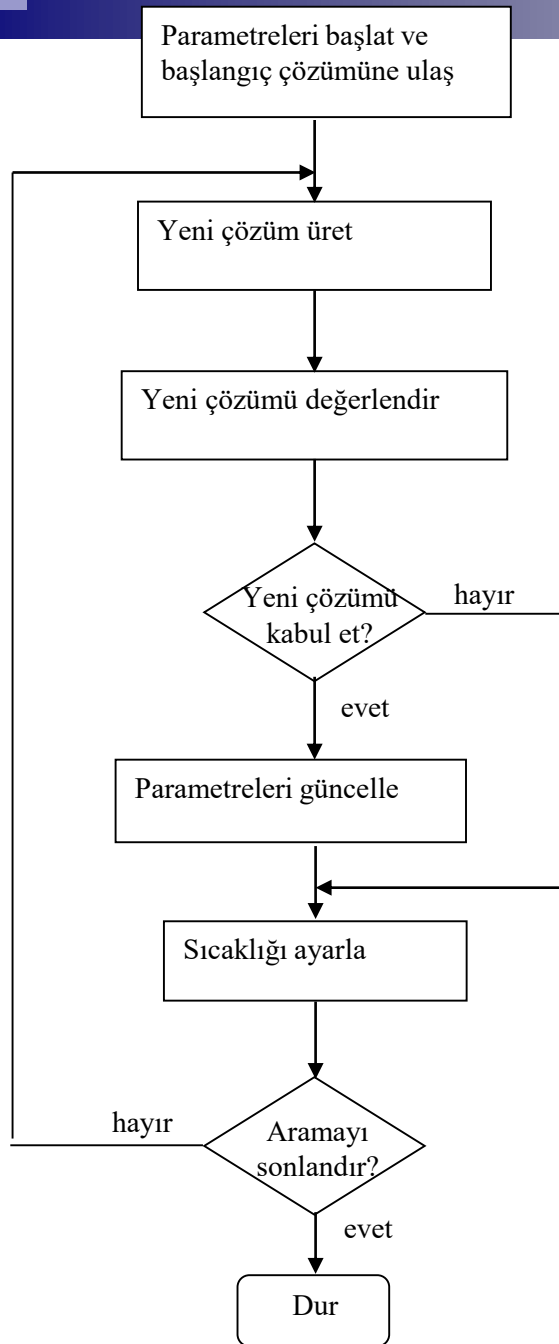 Parametreleri başlat ve
başlangıç çözümüne ulaş
Yeni çözüm üret
Yeni çözümü değerlendir
Yeni çözümü
kabul et?
hayır
evet
Parametreleri güncelle
Sıcaklığı ayarla
hayır
Aramayı
sonlandır?
evet
Dur